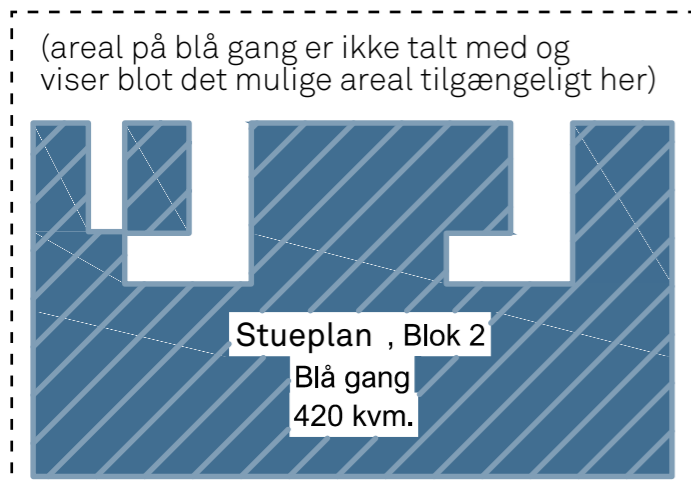 (areal på blå gang er ikke talt med og
viser blot det mulige areal tilgængeligt her)
Stueplan , Blok 2
Blå gang
420 kvm.